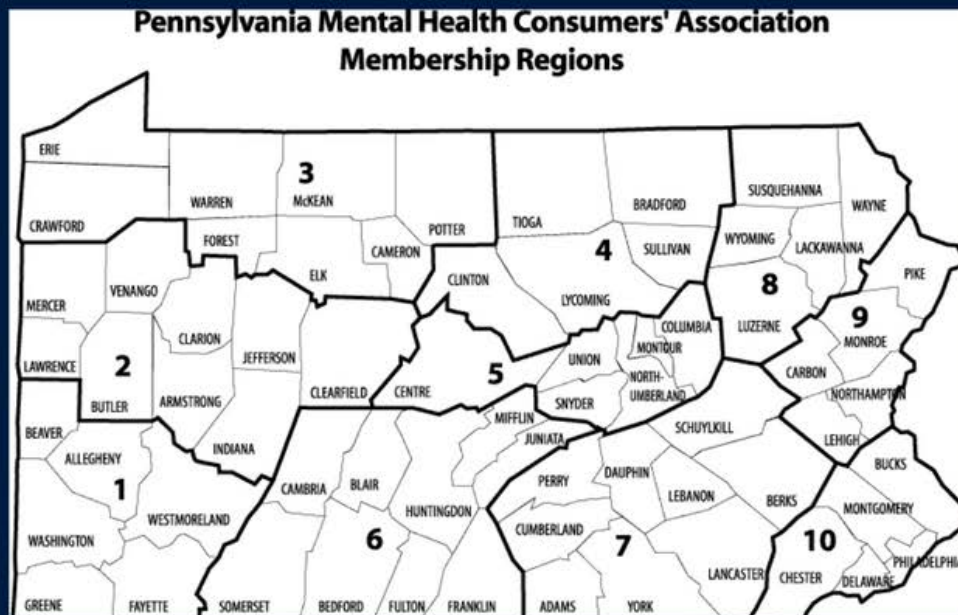 Pennsylvania Mental Health Consumers' Association
Membership Regions
ERIE
CRAWFORD
WARREN
3
McKEAN
POTTER
FOREST
ELK
CAMERON
TIOGA
BRADFORD
4
SULLIVAN
CLINTON
LYCOMING
SUSQUEHANNA
WAYNE
WYOMING
LACKAWANNA
8
LUZERNE
PIKE
9
MONROE
CARBON
NORTHAMPTON
LEHIGH
MERCER
VENANGO
LAWRENCE
2
BUTLER
CLARION
ARMSTRONG
JEFFERSON
INDIANA
CLEARFIELD
CENTRE
5
UNION
SNYDER
MONTOUR
COLUMBIA
NORTH-
UMBERLAND
BEAVER
ALLEGHENY
1
WESTMORELAND
WASHINGTON
GREENE
FAYETTE
CAMBRIA
BLAIR
HUNTINGDON
MIFFLIN
JUNIATA
6
SOMERSET
BEDFORD
FULTON
FRANKLIN
PERRY
DAUPHIN
SCHUYLKILL
LEBANON
BERKS
CUMBERLAND
7
LANCASTER
ADAMS
YORK
BUCKS
MONTGOMERY
10
CHESTER
DELAWARE
PHILADELPHI